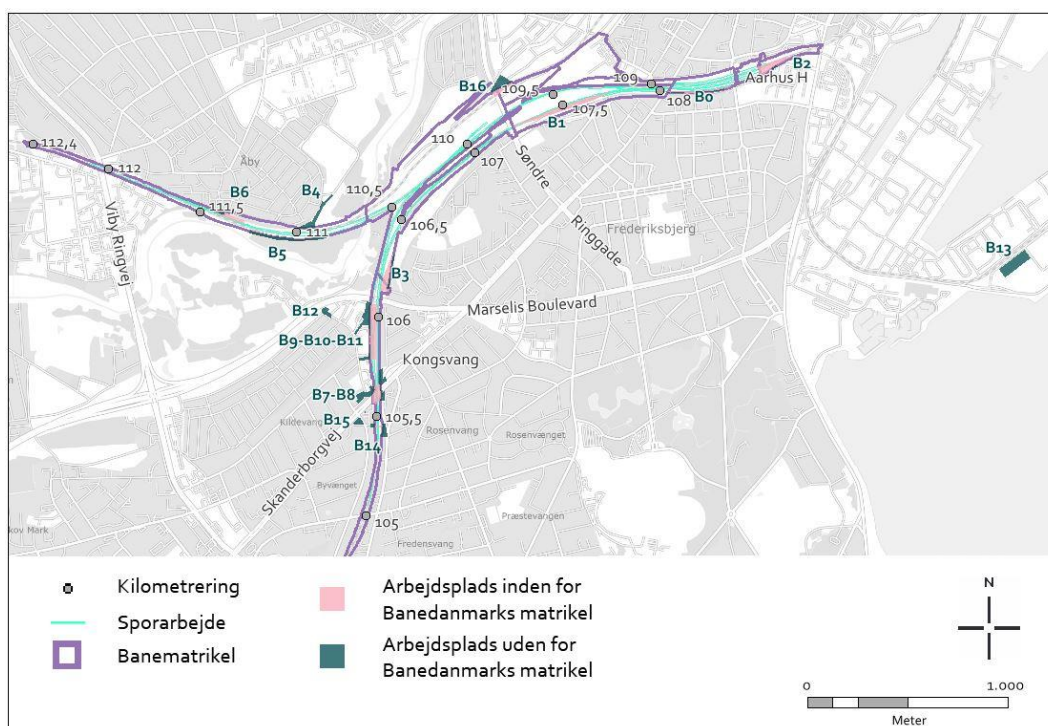 B2
Aarhus H
109
B16
109,5
B0
108
B1
107,5
112,4
110
107
Søndre
112
Åby
110,5
B4
B6
111,5
111
106,5
Ringgade
Frederiksbjerg
Viby Ringvej
B5
B13
B3
Marselis Boulevard
B12
106
B9-B10-B11
Kongsvang
B7-B8
B15
105,5
Kildevang
Rosenvang
Rosenvænget
B14
Skanderborgvej
Byvænget
105
Præstevangen
kov Mark
Fredensvang
Kilometrering
Sporarbejde
Banematrikel
Arbejdsplads inden for
Banedanmarks matrikel
Arbejdsplads uden for
Banedanmarks matrikel
N
0
1.000
Meter